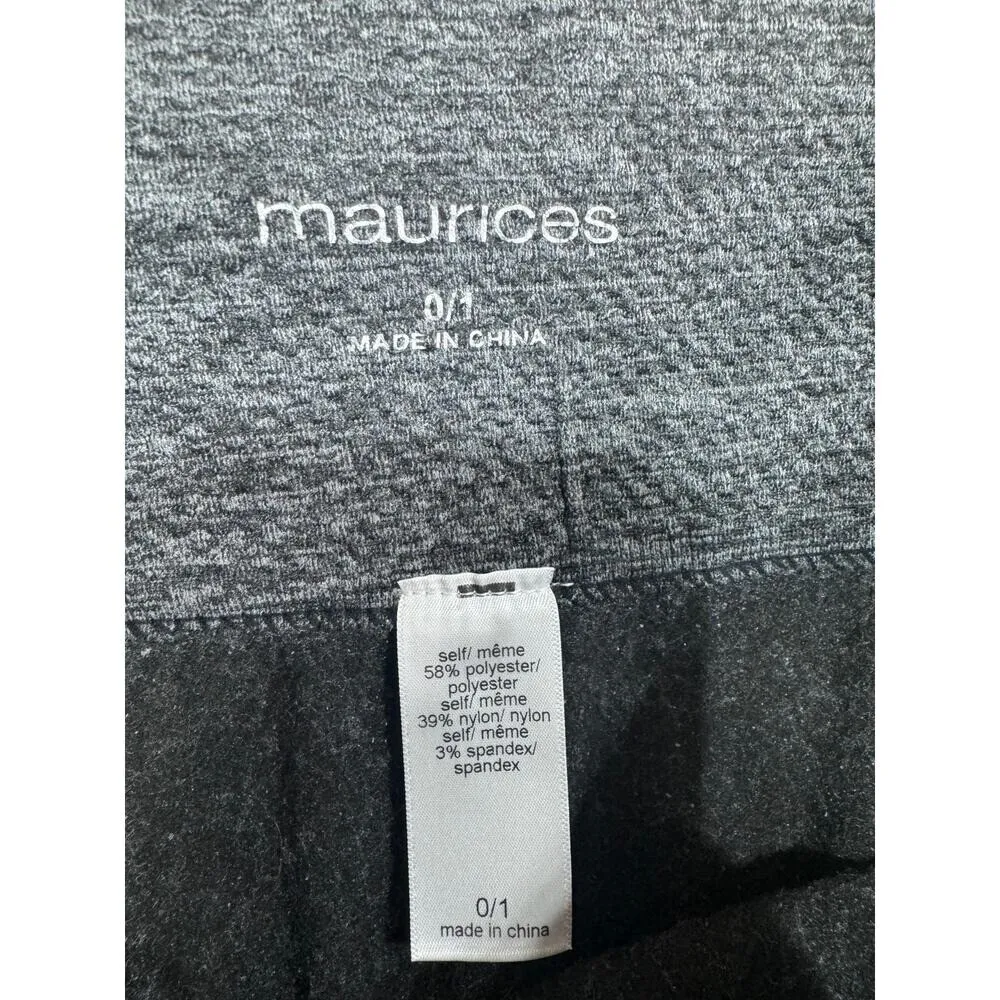 maurices
0/1
MADE IN CHINA
self/ même
58% polyester/
polyester
self/ même
39% nylon/ nylon
self/ même
3% spandex/
spandex
0/1
made in china